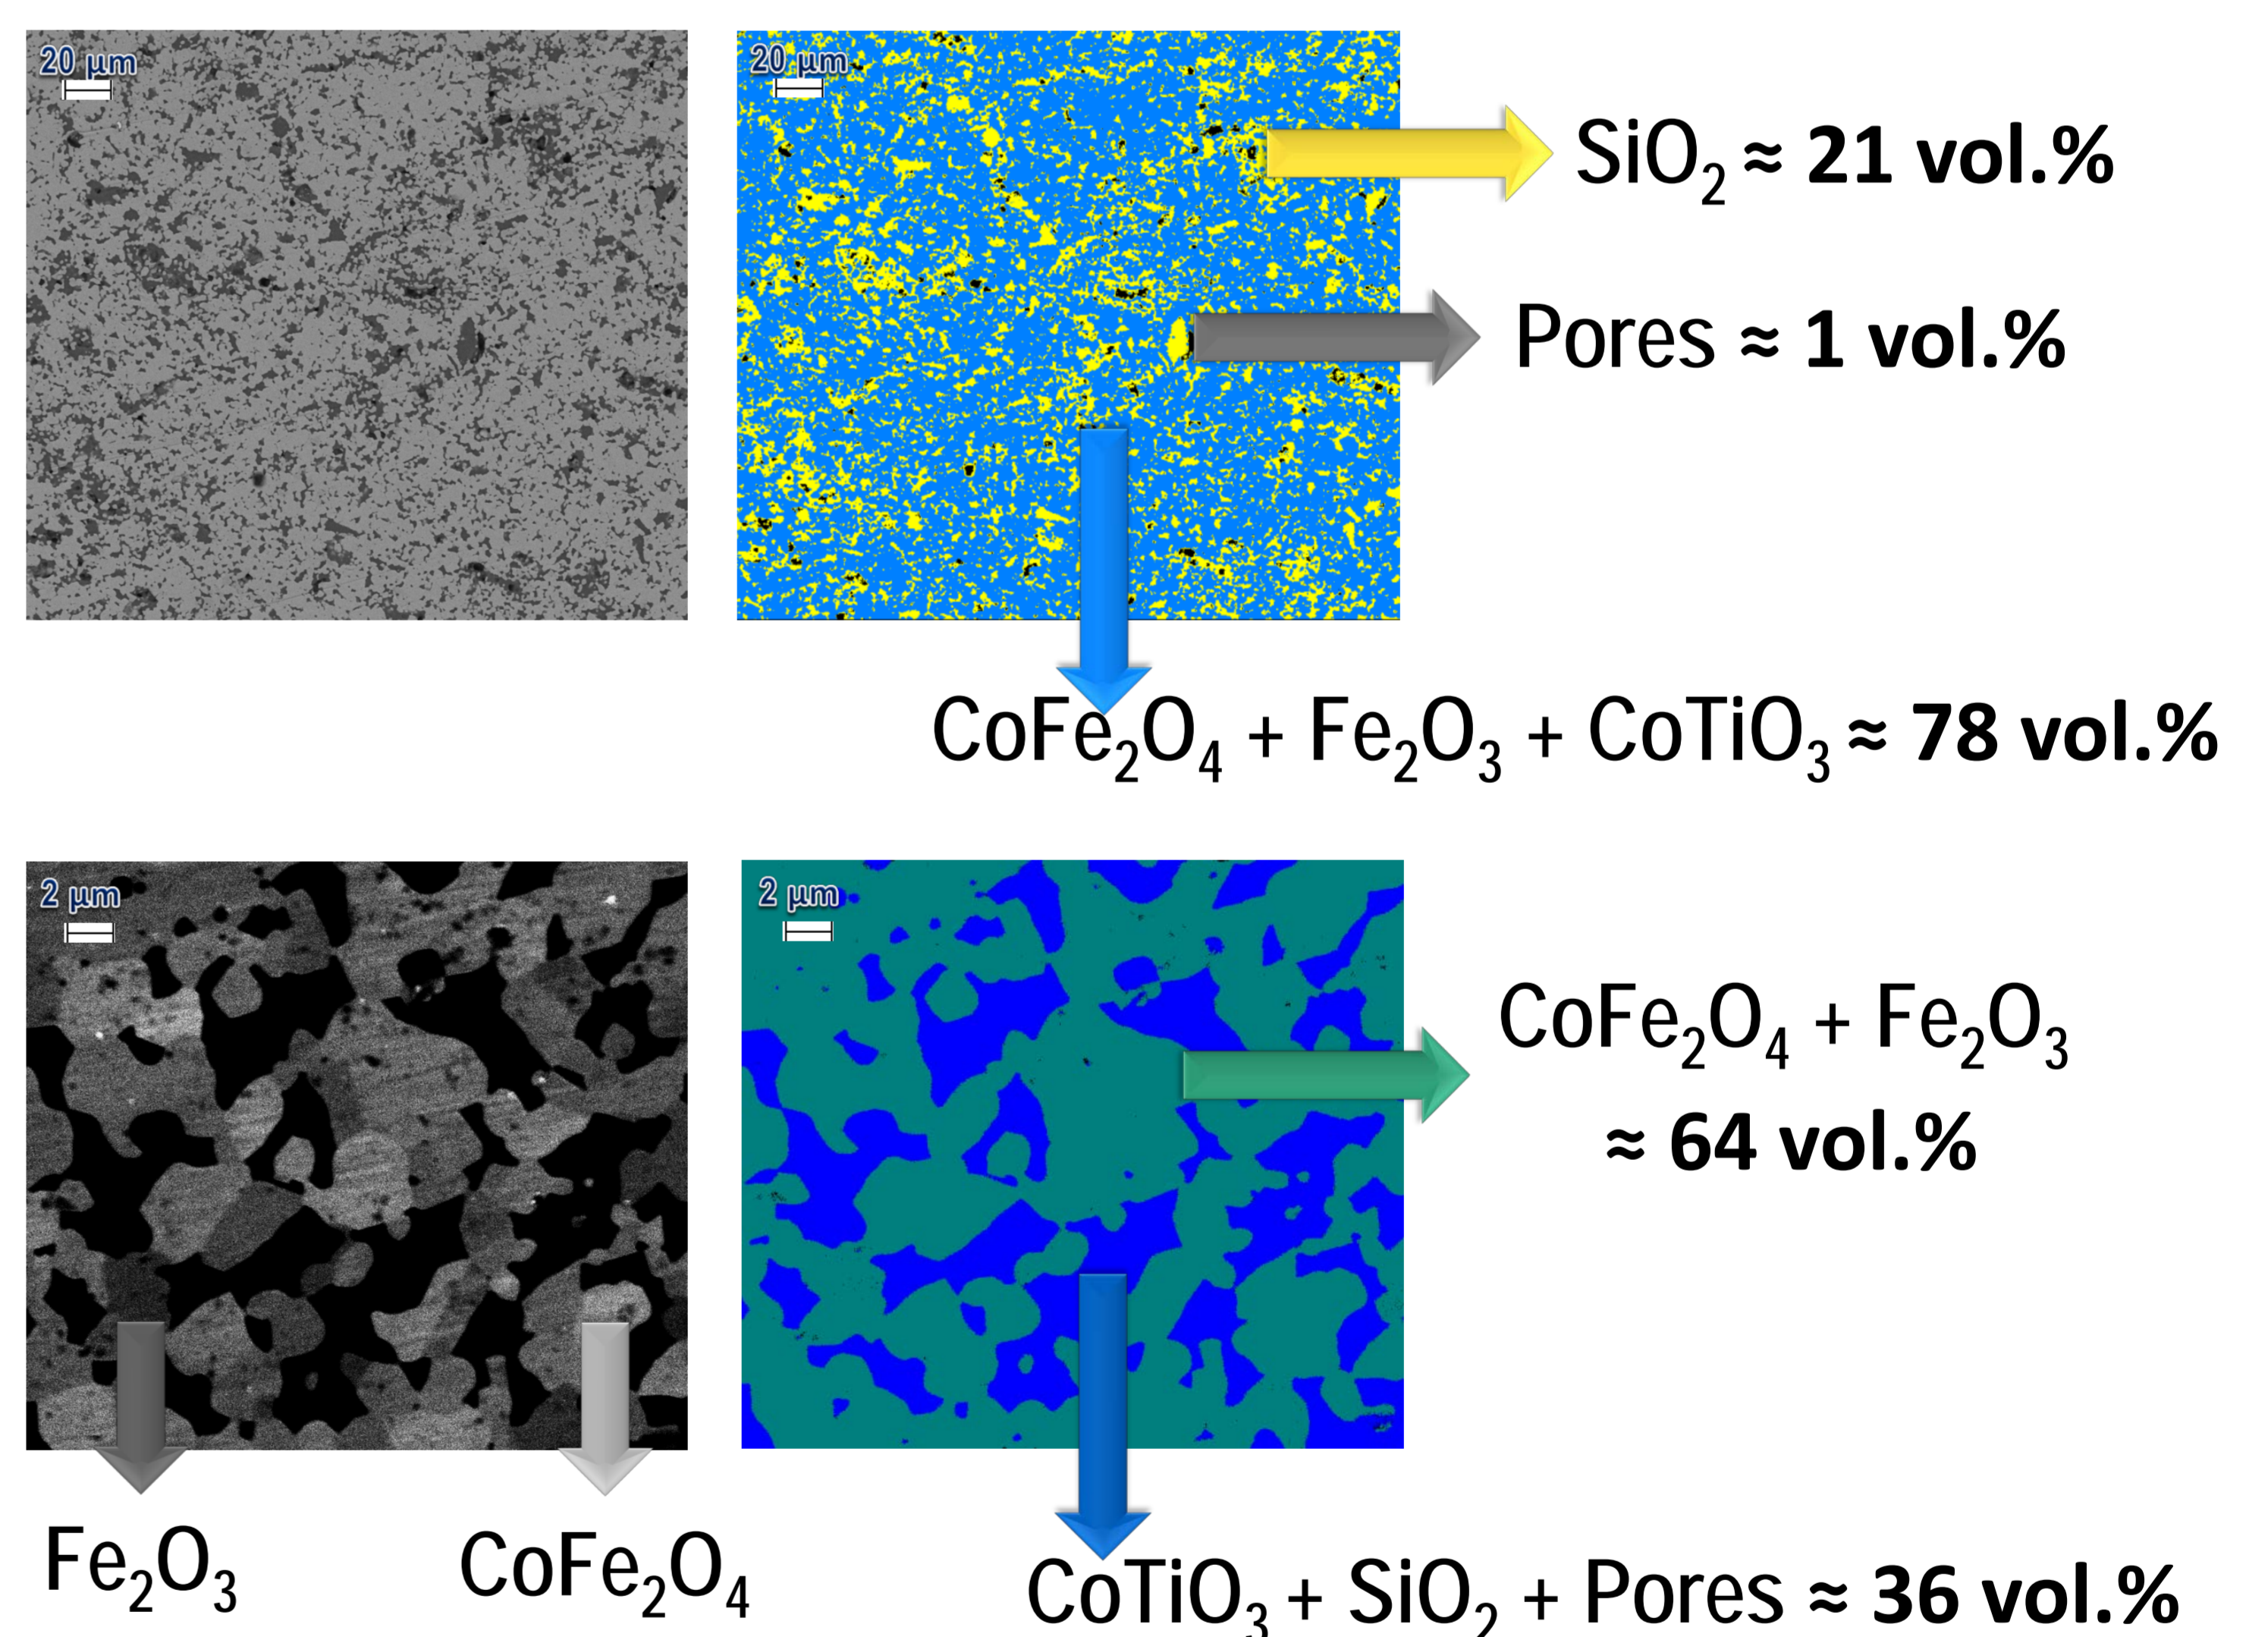 20 μm
20 μm
SiO₂ ≈ 21 vol.%
Pores ≈ 1 vol.%
CoFe₂O₄ + Fe₂O₃ + CoTiO₃ ≈ 78 vol.%
2 μm
2 μm
CoFe₂O₄ + Fe₂O₃
≈ 64 vol.%
Fe₂O₃
CoFe₂O₄
CoTiO₃ + SiO₂ + Pores ≈ 36 vol.%